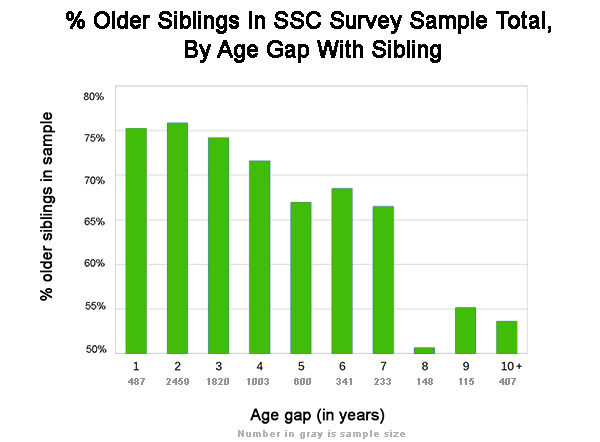 % Older Siblings In SSC Survey Sample Total,
By Age Gap With Sibling
% older siblings in sample
80%
75%
70%
65%
60%
55%
50%
1 2 3 4 5 6 7 8 9 10+
487 2459 1820 1003 600 341 233 148 115 407
Age gap (in years)
Number in gray is sample size